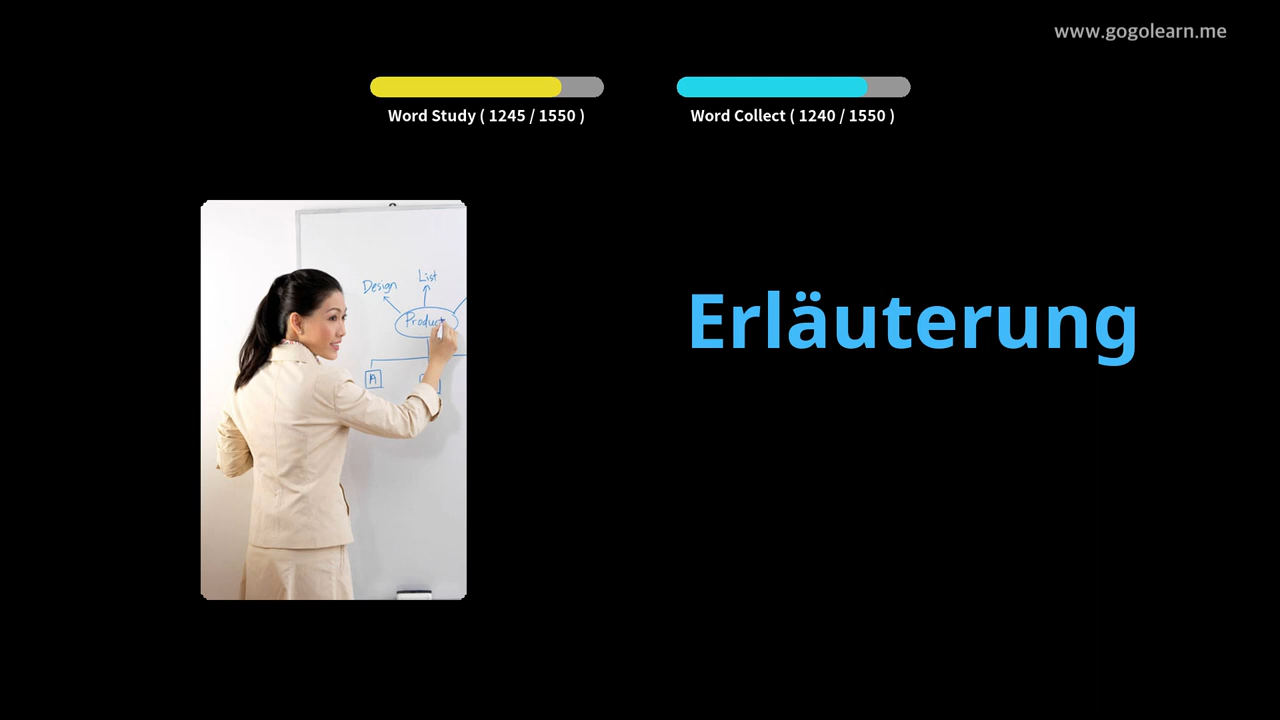 www.gogolearn.me
Word Study ( 1245 / 1550 )
Word Collect ( 1240 / 1550 )
List
Design
Product
Erläuterung
A